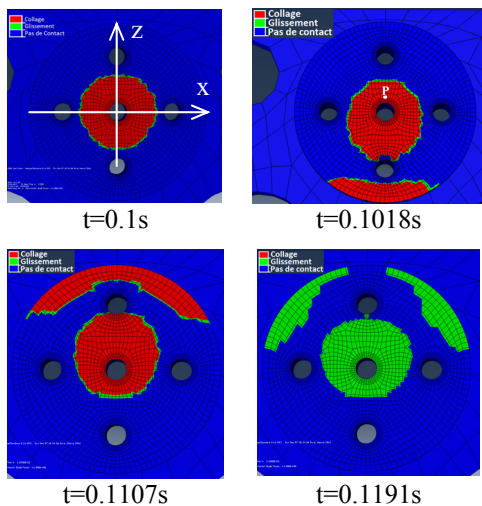 Collage
Glissement
Pas de contact
z
x
t=0.1s
Collage
Glissement
Pas de contact
P
t=0.1018s
Collage
Glissement
Pas de contact
t=0.1107s
Collage
Glissement
Pas de contact
t=0.1191s